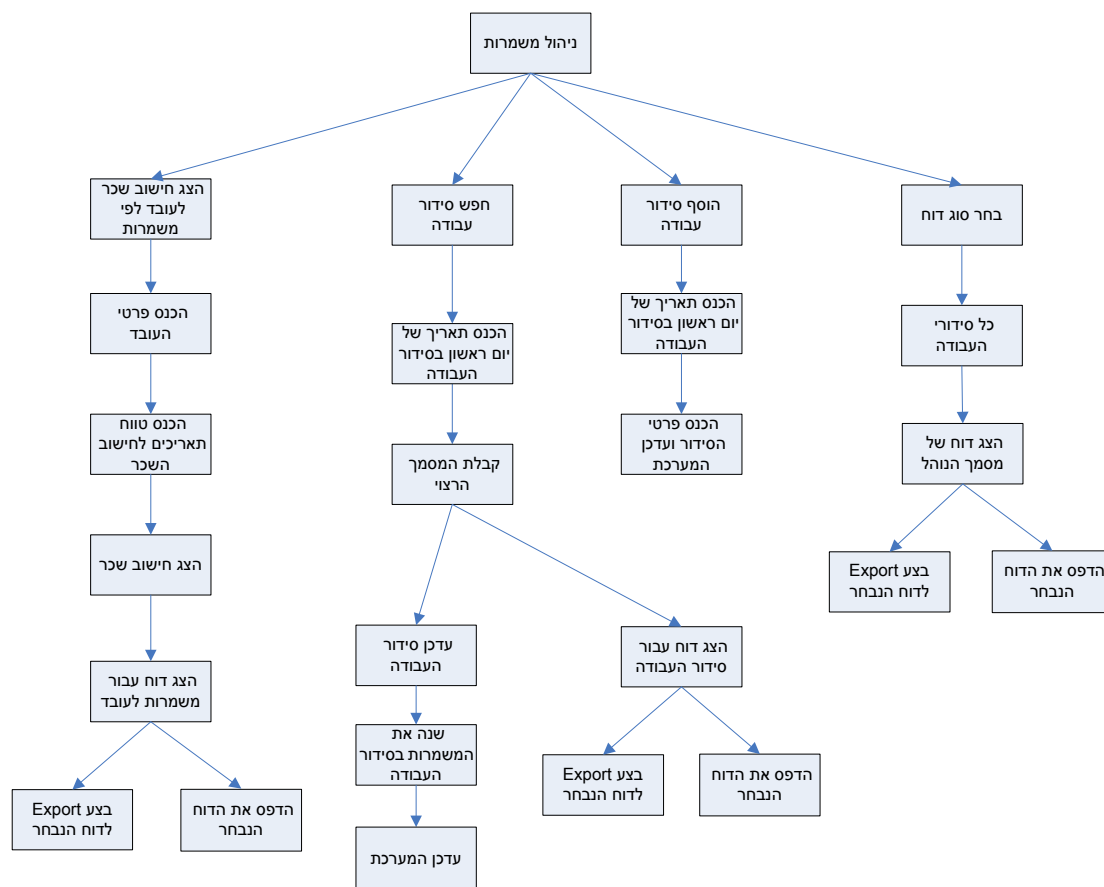 ניהול משמרות
בחר סוג דוח
הוסף סידור
עבודה
חפש סידור
עבודה
הצג חישוב שכר
לעובד לפי
משמרות
כל סידורי
העבודה
הכנס תאריך של
יום ראשון בסידור
העבודה
הכנס תאריך של
יום ראשון בסידור
העבודה
הכנס פרטי
העובד
הצג דוח של
מסמך הנוהל
הכנס פרטי
הסידור ועדכן
המערכת
קבלת המסמך
הרצוי
הכנס טווח
תאריכים לחישוב
השכר
הדפס את הדוח
הנבחר
בצע Export
לדוח הנבחר
הצג חישוב שכר
הצג דוח עבור
סידור העבודה
עדכן סידור
העבודה
הצג דוח עבור
משמרות לעובד
הדפס את הדוח
הנבחר
בצע Export
לדוח הנבחר
שנה את
המשמרות בסידור
העבודה
הדפס את הדוח
הנבחר
בצע Export
לדוח הנבחר
עדכן המערכת